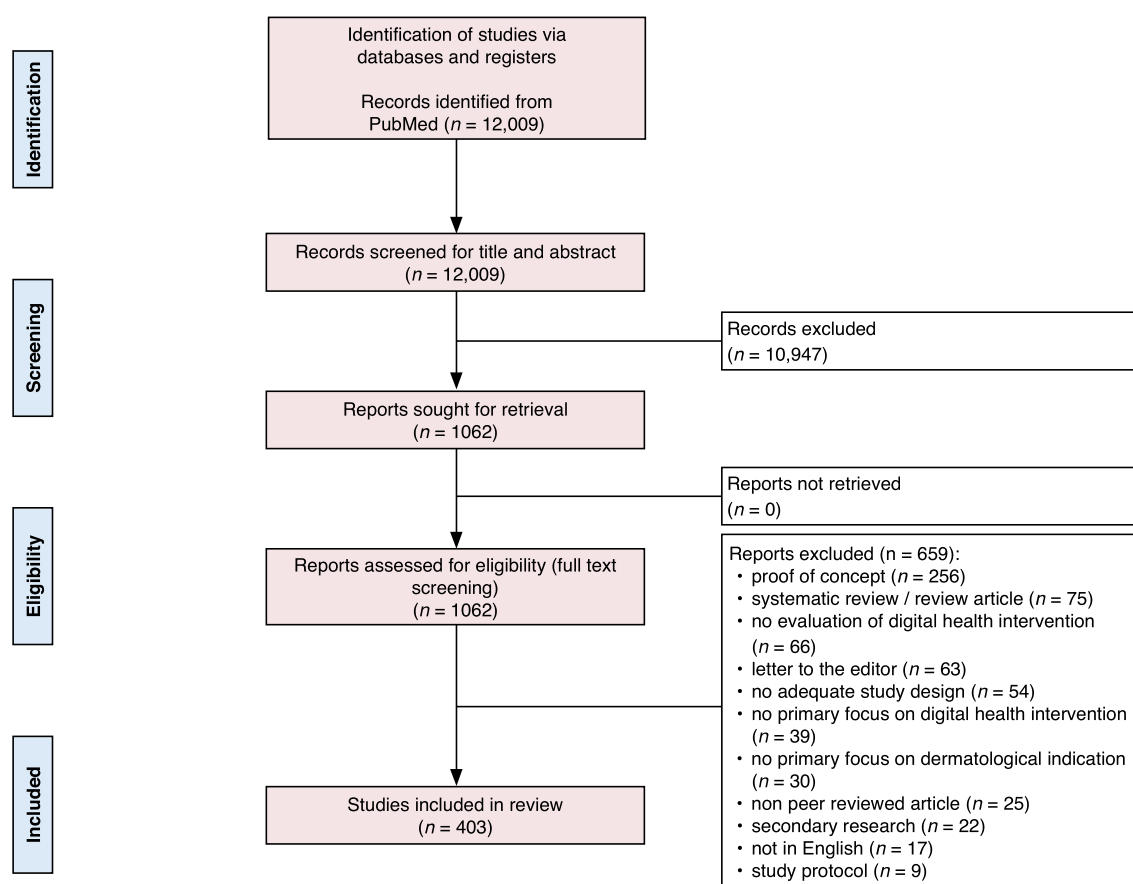 Identification
Identification of studies via
databases and registers
Records identified from
PubMed (n = 12,009)
Records screened for title and abstract
(n = 12,009)
Screening
Records excluded
(n = 10,947)
Reports sought for retrieval
(n = 1062)
Reports not retrieved
(n = 0)
Eligibility
Reports assessed for eligibility (full text
screening)
(n = 1062)
Reports excluded (n = 659):
• proof of concept (n = 256)
• systematic review / review article (n = 75)
• no evaluation of digital health intervention
(n = 66)
• letter to the editor (n = 63)
• no adequate study design (n = 54)
• no primary focus on digital health intervention
(n = 39)
• no primary focus on dermatological indication
(n = 30)
• non peer reviewed article (n = 25)
• secondary research (n = 22)
• not in English (n = 17)
• study protocol (n = 9)
Included
Studies included in review
(n = 403)